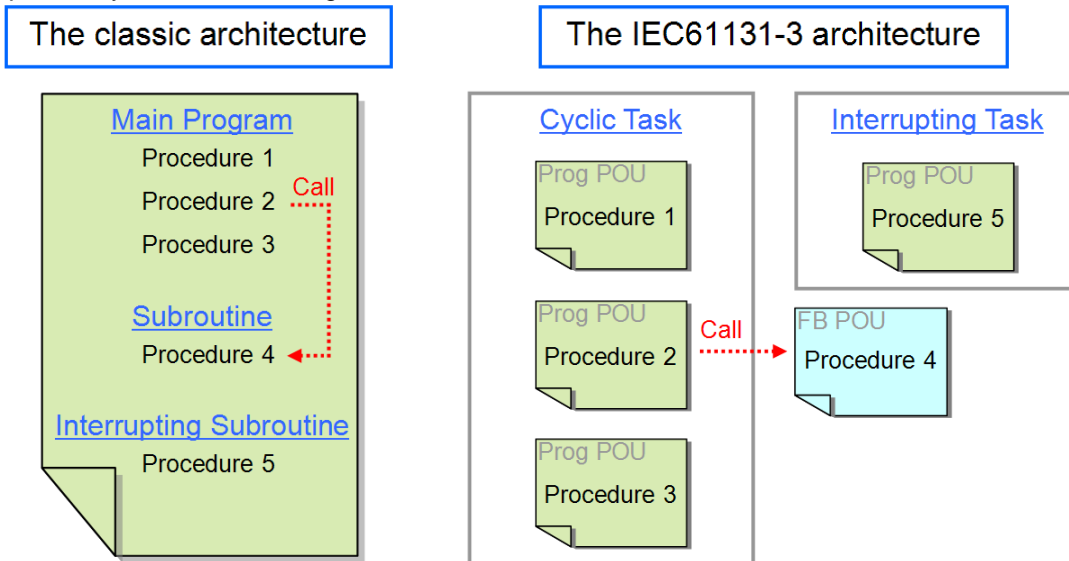 The classic architecture
Main Program
Procedure 1
Procedure 2
Call
Procedure 3
Subroutine
Procedure 4
Interrupting Subroutine
Procedure 5
The IEC61131-3 architecture
Cyclic Task
Prog POU
Procedure 1
Prog POU
Procedure 2
Call
Prog POU
Procedure 3
Interrupting Task
Prog POU
Procedure 5
FB POU
Procedure 4